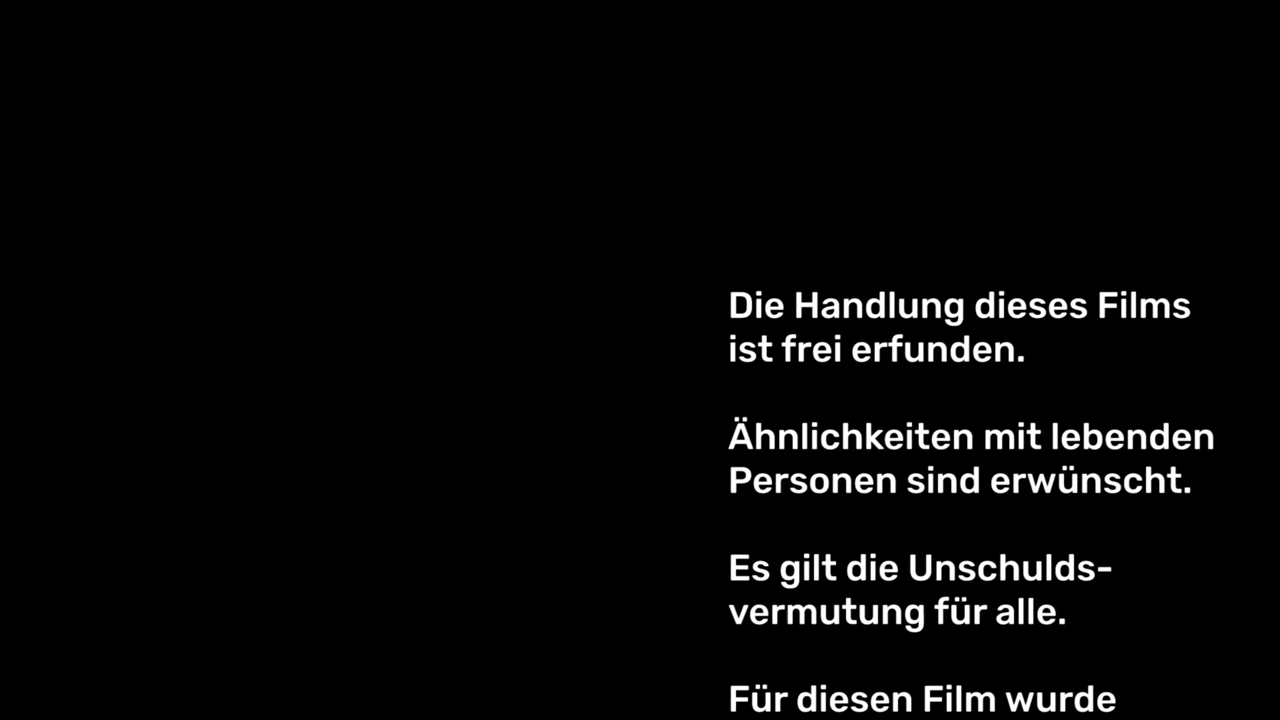 Die Handlung dieses Films
ist frei erfunden.
Ähnlichkeiten mit lebenden
Personen sind erwünscht.
Es gilt die Unschulds-
vermutung für alle.
Für diesen Film wurde